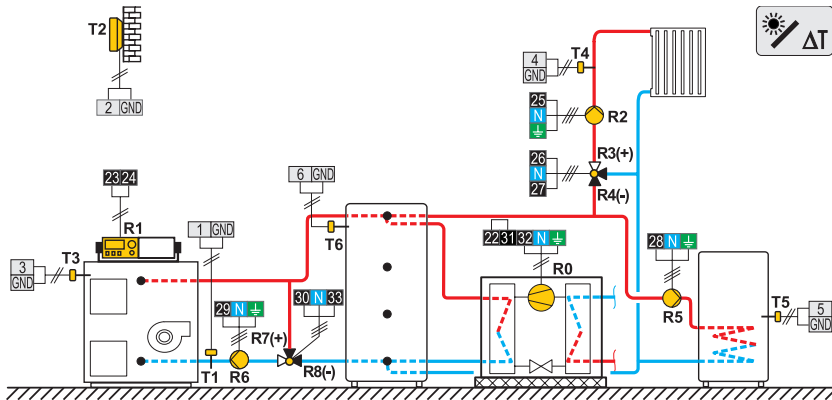 T2
2 GND
ΔT
4
GND
T4
25
N
R2
26
N
27
R3(+)
R4(-)
23 24
R1
1 GND
6 GND
T6
T3
3
GND
22 31 32 N
R0
28 N
R5
T5
5
GND
29 N
30 N 33
R7(+)
R8(-)
T1
R6